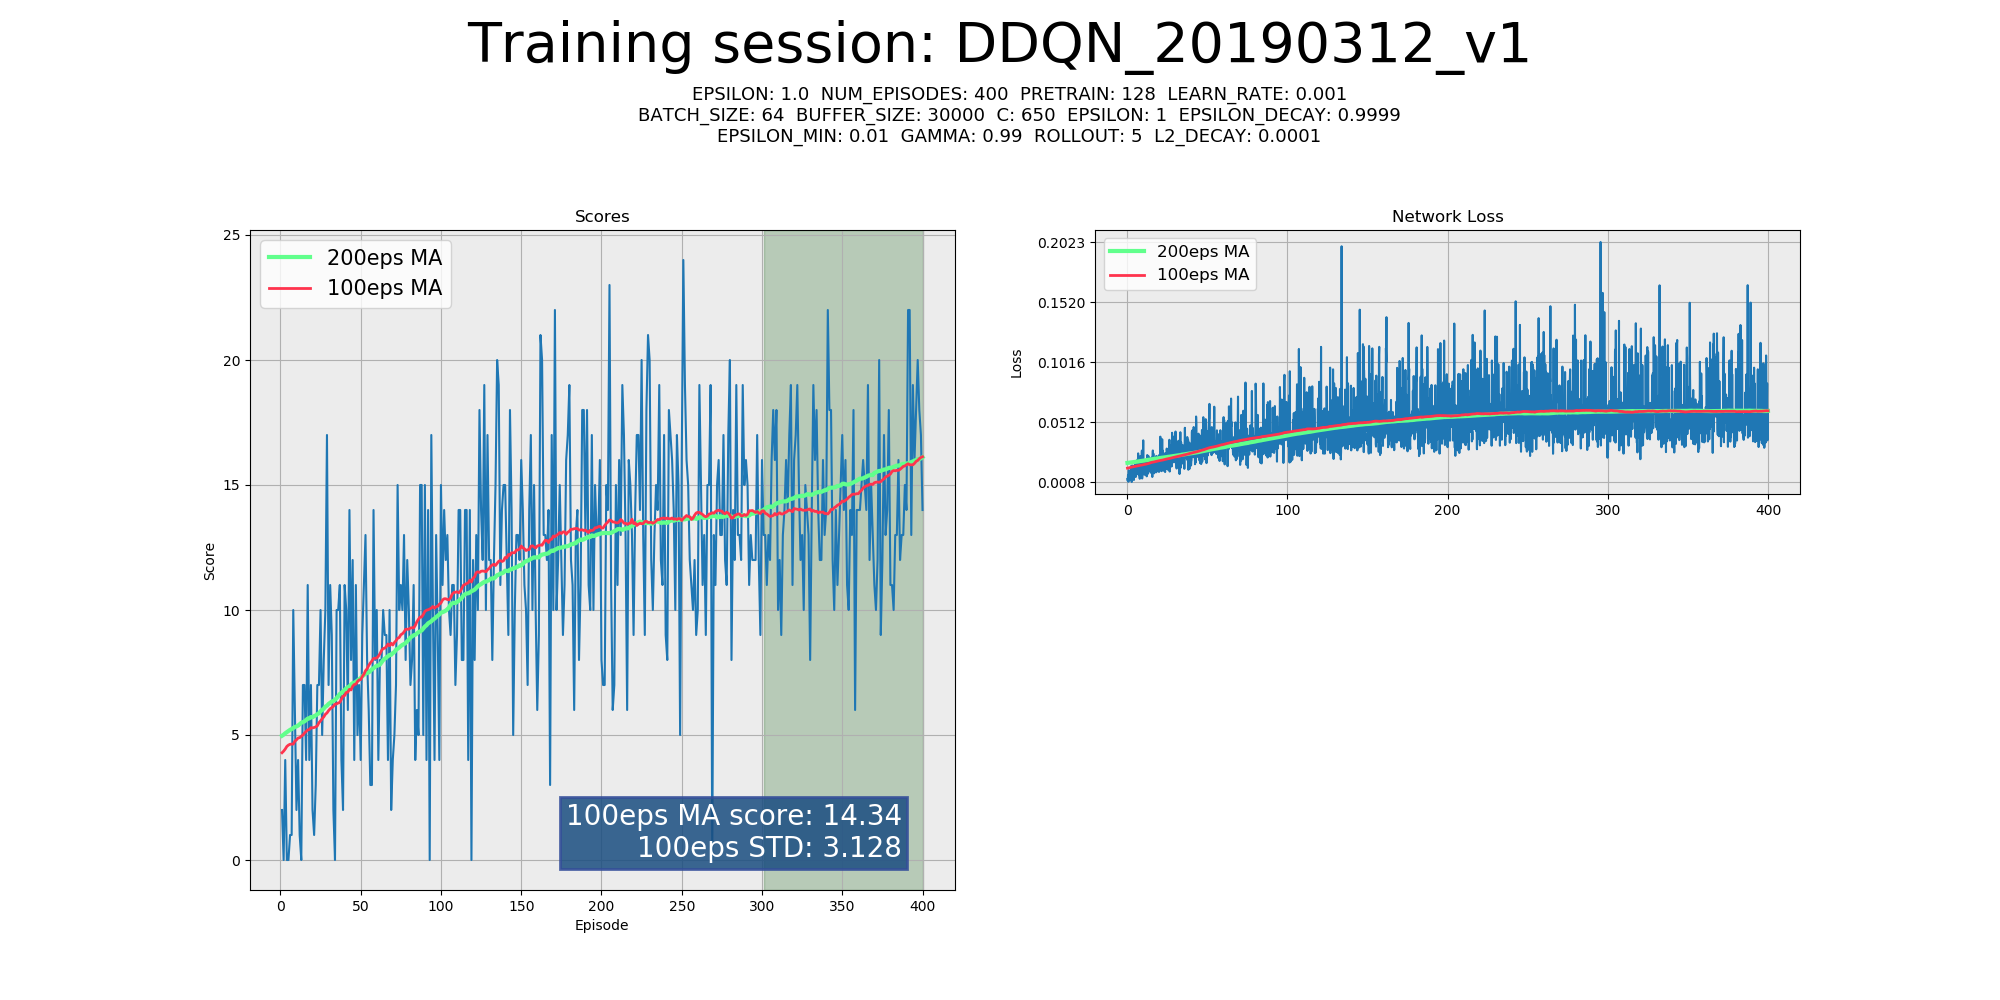 Training session: DDQN_20190312_v1
EPSILON: 1.0  NUM_EPISODES: 400  PRETRAIN: 128  LEARN_RATE: 0.001
BATCH_SIZE: 64  BUFFER_SIZE: 30000  C: 650  EPSILON: 1  EPSILON_DECAY: 0.9999
EPSILON_MIN: 0.01  GAMMA: 0.99  ROLLOUT: 5  L2_DECAY: 0.0001
Scores
25
20
15
10
5
0
Score
200eps MA
100eps MA
100eps MA score: 14.34
100eps STD: 3.128
0 50 100 150 200 250 300 350 400
Episode
Network Loss
0.2023
0.1520
0.1016
0.0512
0.0008
Loss
200eps MA
100eps MA
0 100 200 300 400